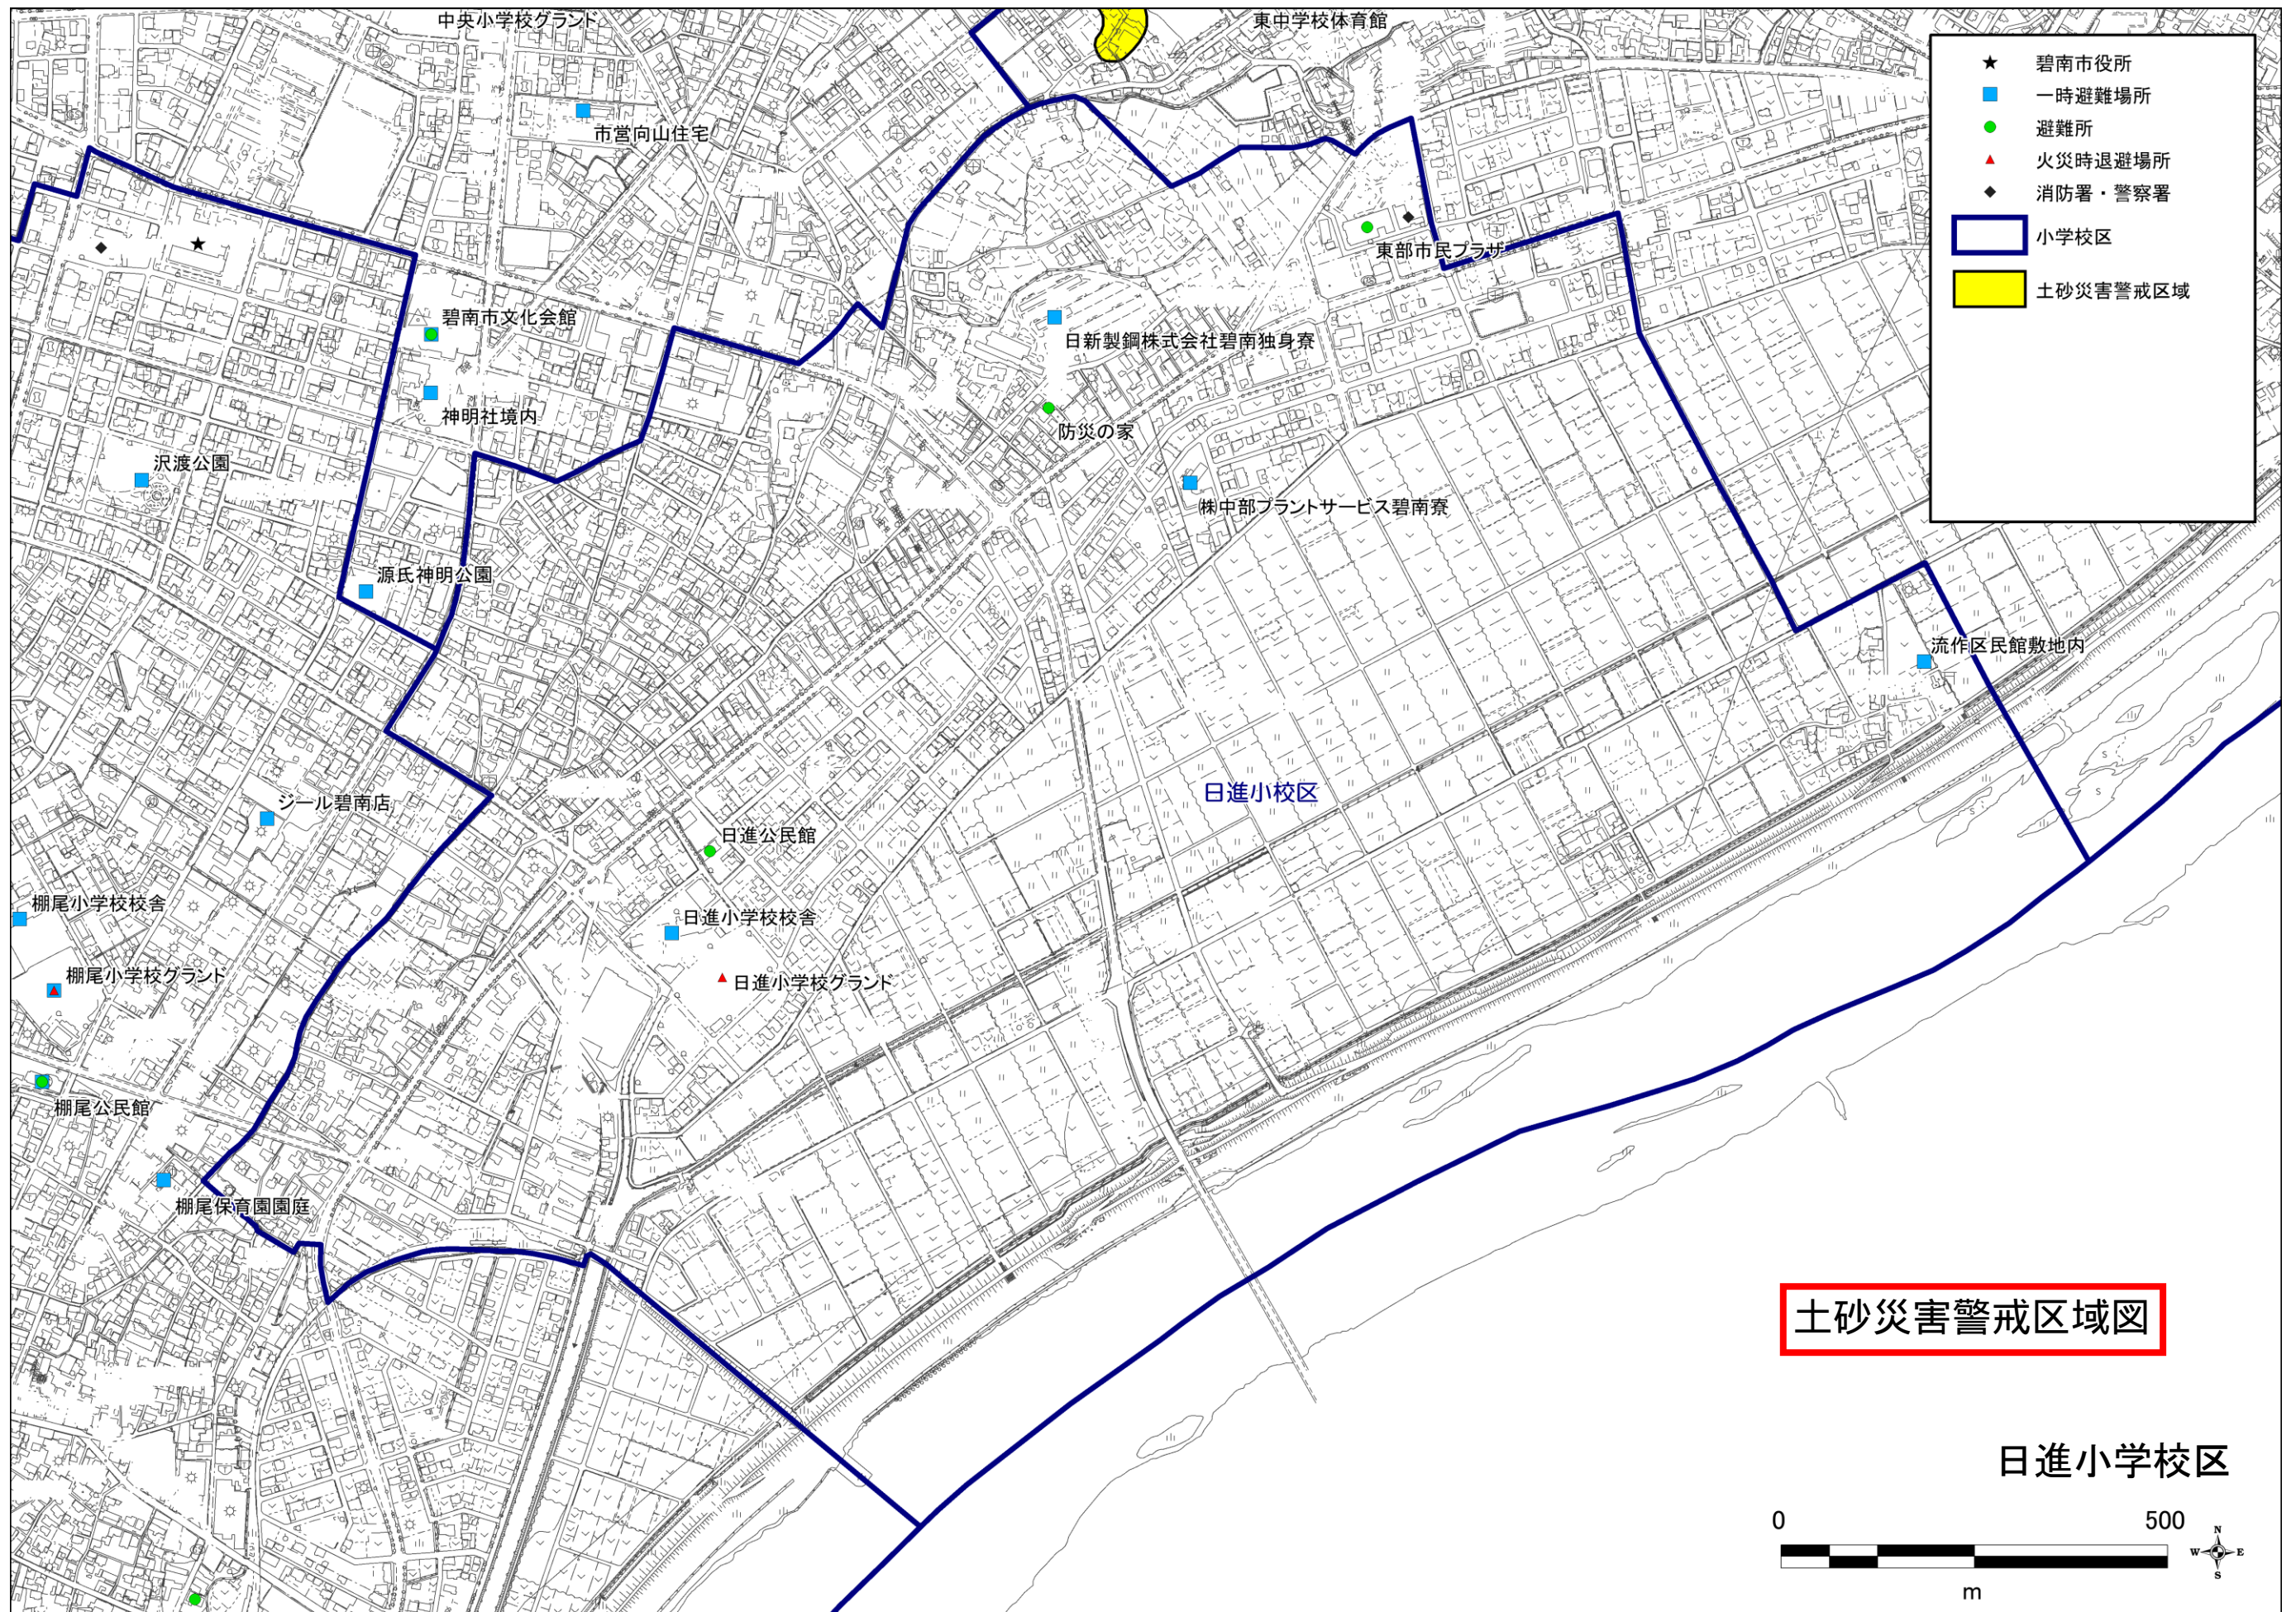 中央小学校グランド
東中学校体育館
碧南市役所
一時避難場所
避難所
火災時退避場所
消防署・警察署
小学校区
土砂災害警戒区域
市営向山住宅
東部市民プラザ
碧南市文化会館
日新製鋼株式会社碧南独身寮
神明社境内
防災の家
沢渡公園
㈱中部プラントサービス碧南寮
源氏神明公園
流作区民館敷地内
日進小校区
ジール碧南店
日進公民館
棚尾小学校校舎
日進小学校校舎
棚尾小学校グランド
日進小学校グランド
棚尾公民館
棚尾保育園園庭
土砂災害警戒区域図
日進小学校区
0 500
m
N
W E
S